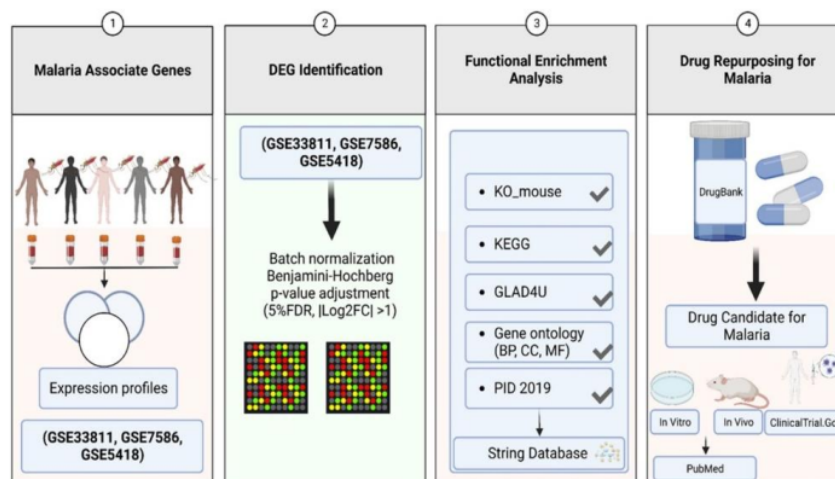 1
Malaria Associate Genes
Expression profiles
(GSE33811, GSE7586,
GSE5418)
2
DEG Identification
(GSE33811, GSE7586,
GSE5418)
Batch normalization
Benjamini-Hochberg
p-value adjustment
(5%FDR, |Log2FC| >1)
3
Functional Enrichment
Analysis
• KO_mouse
• KEGG
• GLAD4U
• Gene ontology
(BP, CC, MF)
• PID 2019
String Database
4
Drug Repurposing for
Malaria
DrugBank
Drug Candidate for
Malaria
In Vitro
In Vivo
ClinicalTrial.Go
PubMed